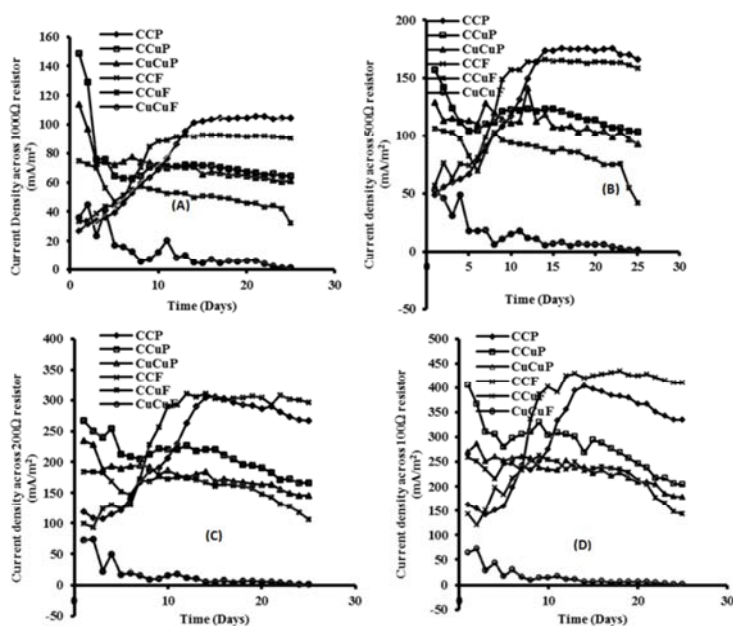 CCP
CCuP
CuCuP
CCF
CCuF
CuCuF
Current Density across 1000Ω resistor
(mA/m²)
160
140
120
100
80
60
40
20
0
(A)
0 10 20 30
Time (Days)
CCP
CCuP
CuCuP
CCF
CCuF
CuCuF
Current density across 500Ω resistor
(mA/m²)
200
150
100
50
0
-50
(B)
0 5 10 15 20 25 30
Time (Days)
CCP
CCuP
CuCuP
CCF
CCuF
CuCuF
Current density across 200Ω resistor
(mA/m²)
400
350
300
250
200
150
100
50
0
-50
(C)
0 10 20 30
Time (Days)
CCP
CCuP
CuCuP
CCF
CCuF
CuCuF
Current density across 100Ω resistor
(mA/m²)
100
450
400
350
300
250
200
150
100
50
0
-50
(D)
0 10 20 30
Time (Days)